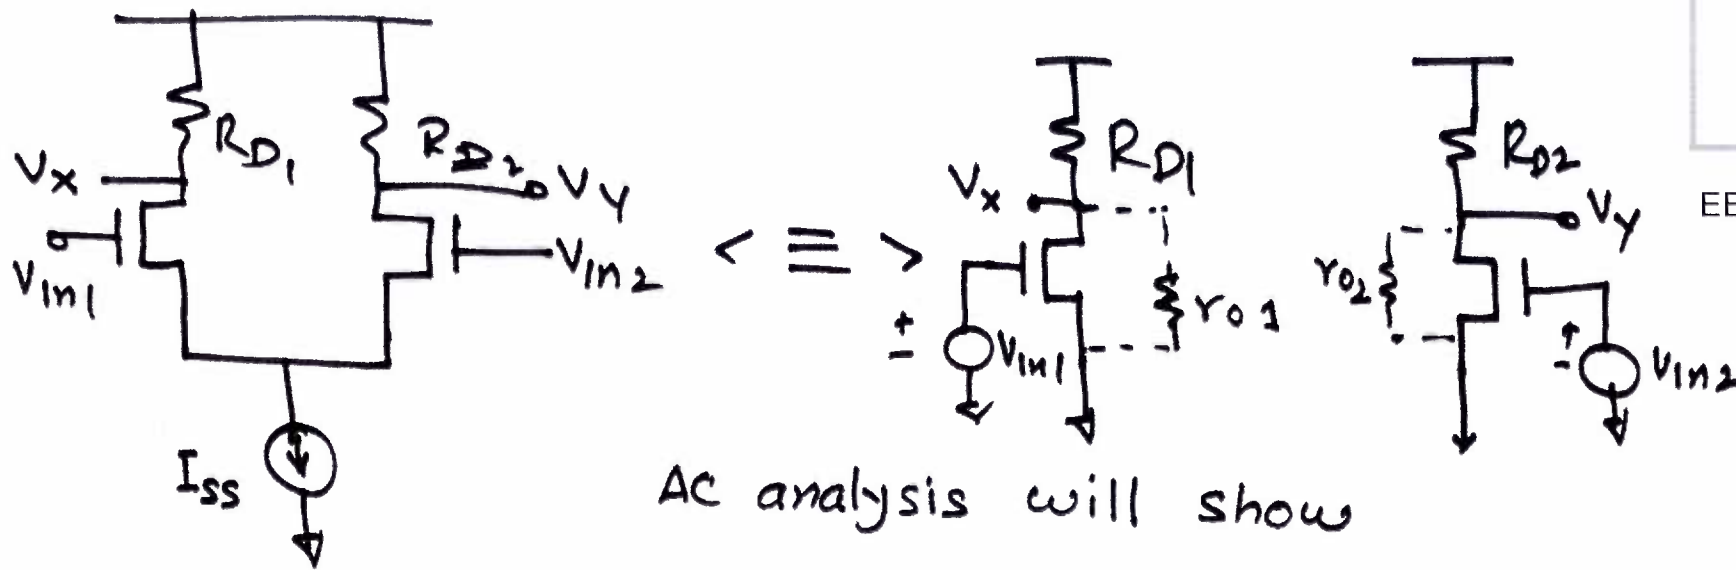 RD1
RD2
Vx
VY
Vin1
Vin2
Iss
< ≡ >
RD1
Vx
ro1
+
-
Vin1
RD2
VY
ro2
+
-
Vin2
AC analysis will show